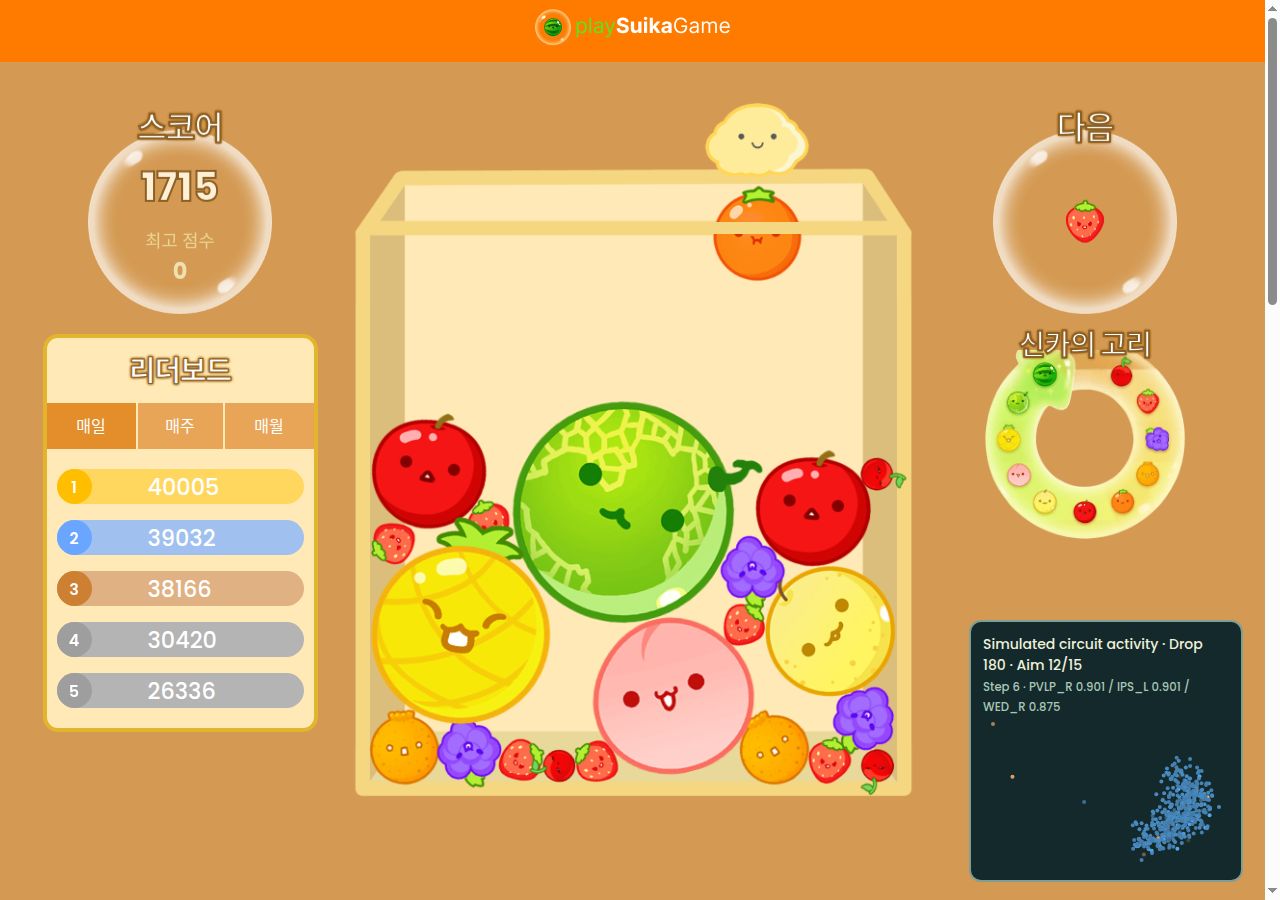 playSuikaGame
스코어
1715
최고 점수
0
리더보드
매일 매주 매월
1 40005
2 39032
3 38166
4 30420
5 26336
다음
신카의 고리
Simulated circuit activity · Drop
180 · Aim 12/15
Step 6 · PVLP_R 0.901 / IPS_L 0.901 /
WED_R 0.875